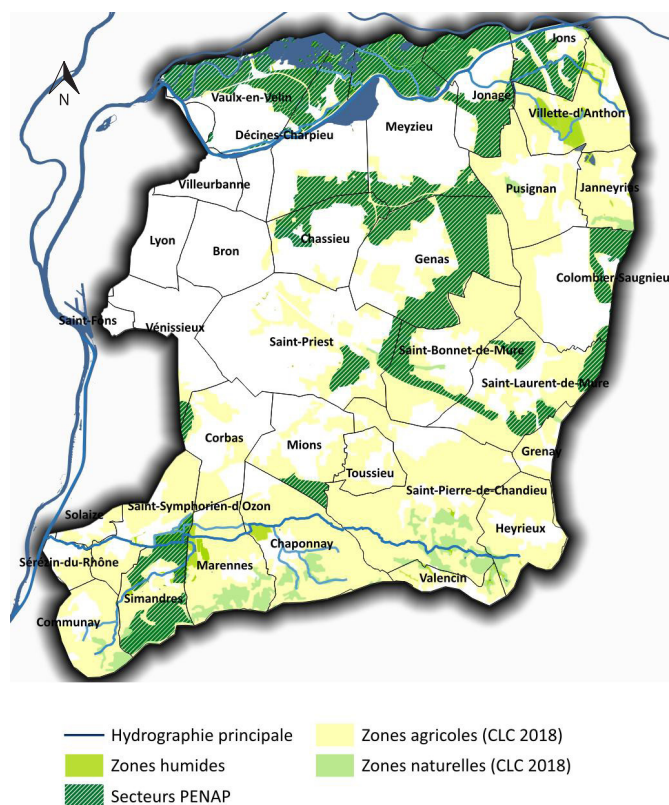 Jons
Vaulx-en-Velin
Jonage
Villette-d'Anthon
Décines-Charpieu
Meyzieu
Villeurbanne
Pusignan
Janneyrins
Lyon
Bron
Chassieu
Genas
Colombier-Saugnieu
Saint-Fons
Vénissieux
Saint-Priest
Saint-Bonnet-de-Mure
Saint-Laurent-de-Mure
Corbas
Mions
Grenay
Toussieu
Saint-Pierre-de-Chandieu
Saint-Symphorien-d'Ozon
Solaize
Heyrieux
Chaponnay
Sérézin-du-Rhône
Marennes
Valencin
Simandres
Communay
N
Hydrographie principale
Zones agricoles (CLC 2018)
Zones humides
Zones naturelles (CLC 2018)
Secteurs PENAP